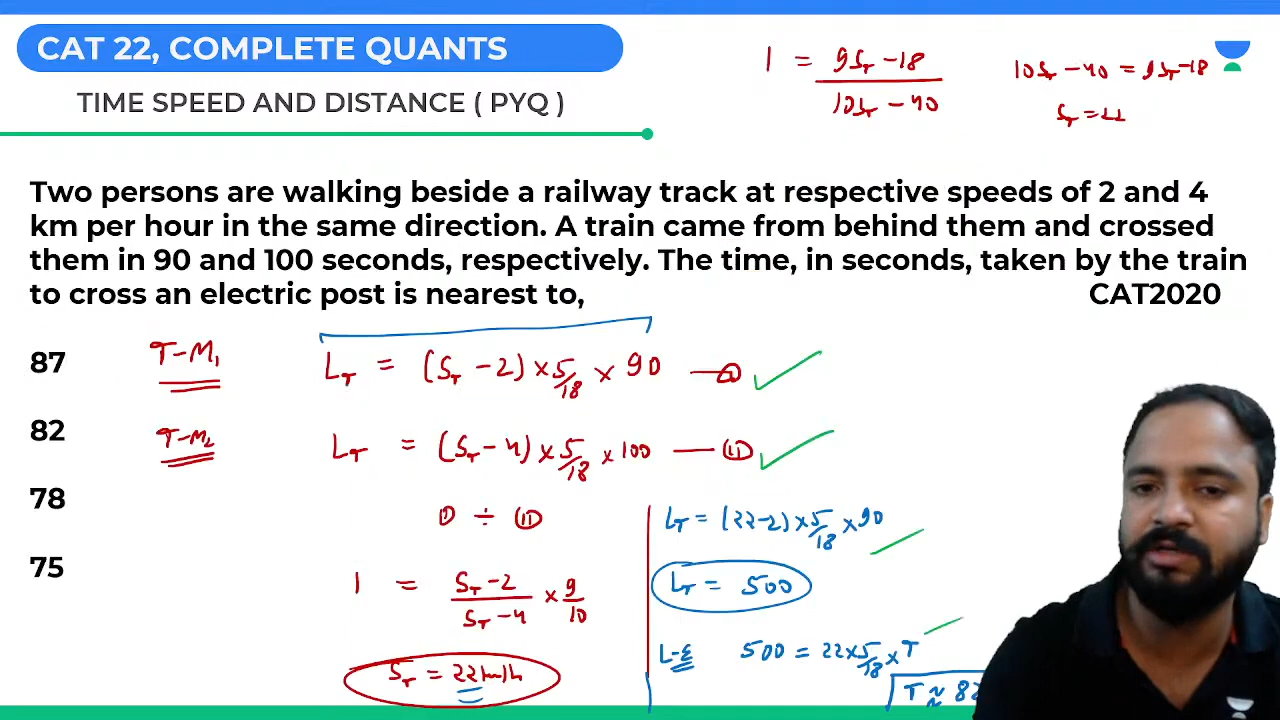 CAT 22, COMPLETE QUANTS
TIME SPEED AND DISTANCE ( PYQ )
1 = 9S_T - 18 / 10S_T - 40
10S_T - 40 = 9S_T - 18
S_T = 22
Two persons are walking beside a railway track at respective speeds of 2 and 4
km per hour in the same direction. A train came from behind them and crossed
them in 90 and 100 seconds, respectively. The time, in seconds, taken by the train
to cross an electric post is nearest to, CAT2020
87
82
78
75
T-M1
L_T = (S_T - 2) × 5/18 × 90 — ①
T-M2
L_T = (S_T - 4) × 5/18 × 100 — ⑪
① ÷ ⑪
1 = S_T - 2 / S_T - 4 × 9/10
S_T = 22 km/h
L_T = (22-2) × 5/18 × 90
L_T = 500
L-E 500 = 22 × 5/18 × T
T ≈ 82